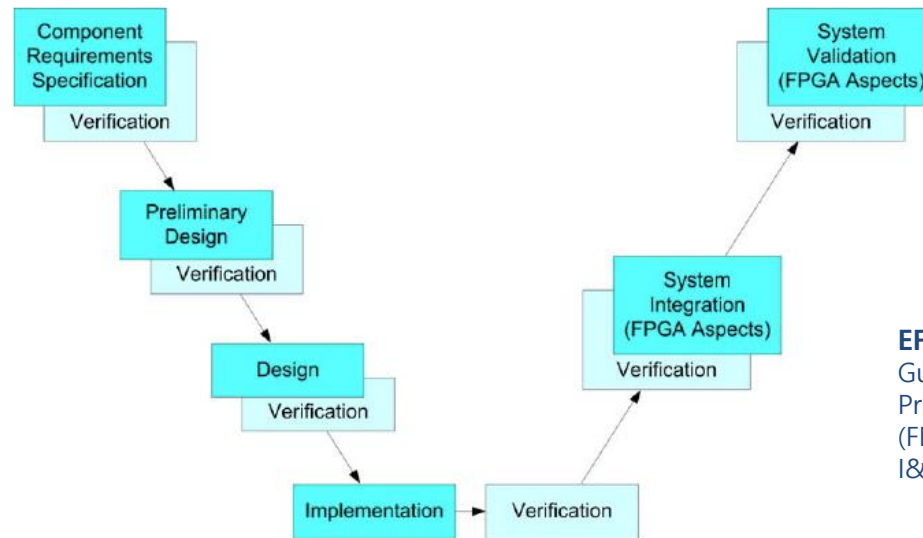 Component
Requirements
Specification
Verification
Preliminary
Design
Verification
Design
Verification
Implementation
Verification
System
Integration
(FPGA Aspects)
Verification
System
Validation
(FPGA Aspects)
Verification